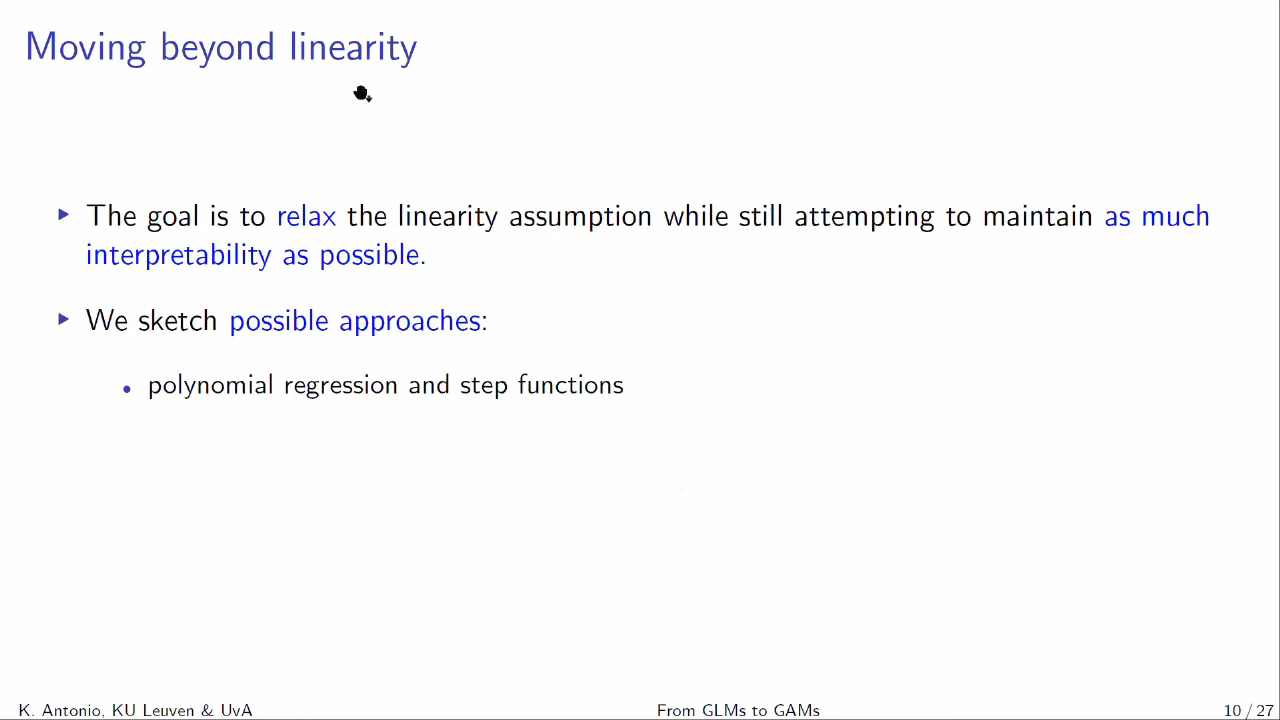 Moving beyond linearity
The goal is to relax the linearity assumption while still attempting to maintain as much
interpretability as possible.
We sketch possible approaches:
polynomial regression and step functions
K. Antonio, KU Leuven & UvA
From GLMs to GAMs
10 / 27